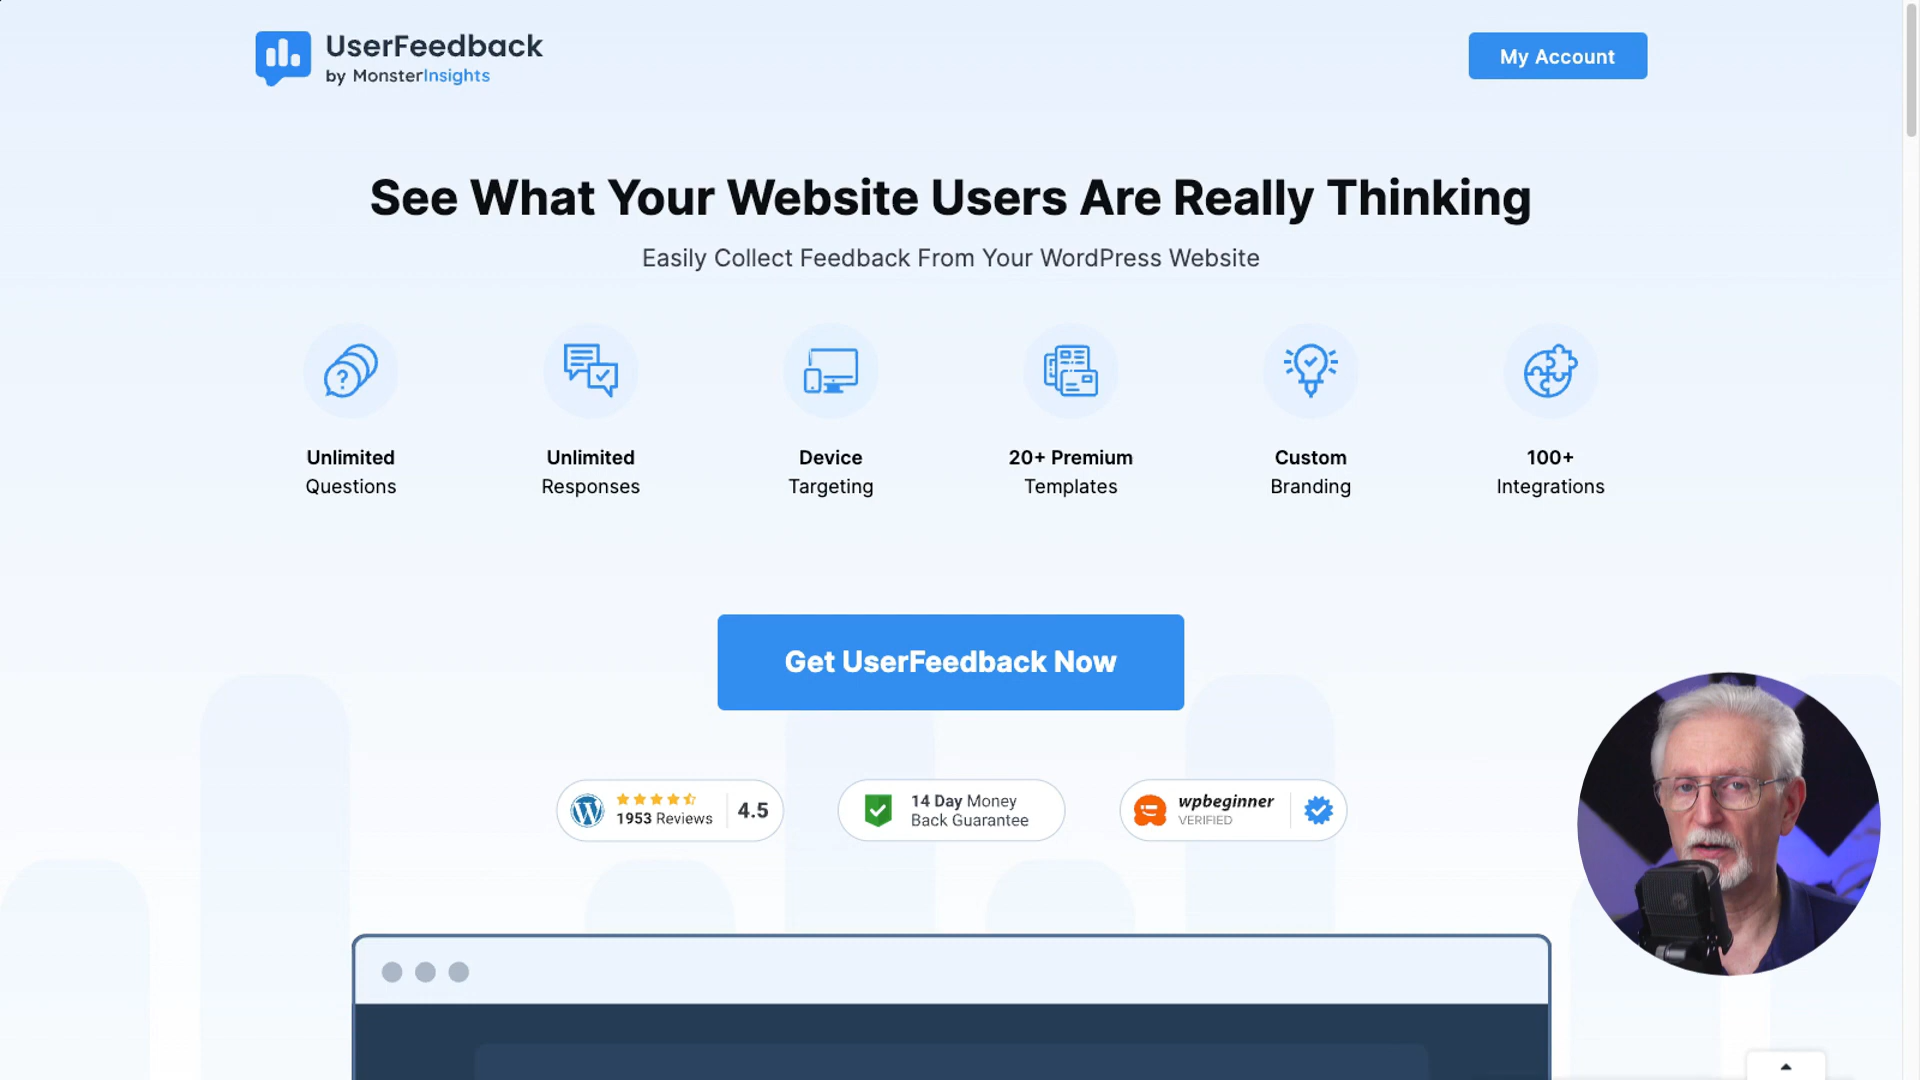 UserFeedback
by MonsterInsights
My Account
See What Your Website Users Are Really Thinking
Easily Collect Feedback From Your WordPress Website
Unlimited
Questions
Unlimited
Responses
Device
Targeting
20+ Premium
Templates
Custom
Branding
100+
Integrations
Get UserFeedback Now
1953 Reviews
4.5
14 Day Money
Back Guarantee
wpbeginner
VERIFIED